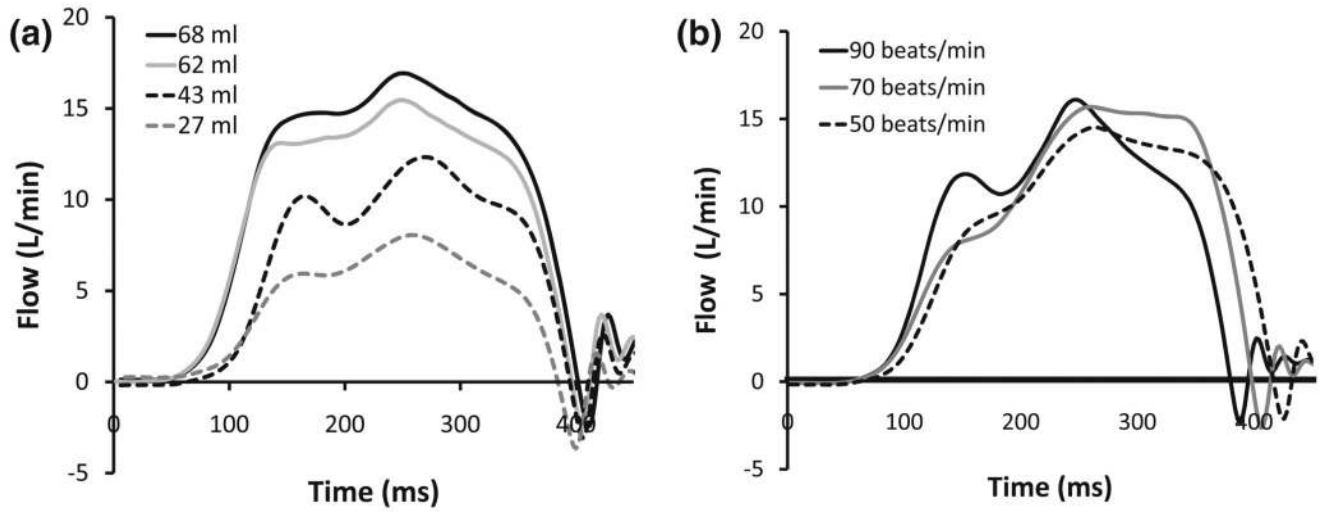 (a)
20
15
10
5
0
-5
Flow (L/min)
68 ml
62 ml
43 ml
27 ml
0 100 200 300 400
Time (ms)
(b)
20
15
10
5
0
-5
Flow (L/min)
90 beats/min
70 beats/min
50 beats/min
0 100 200 300 400
Time (ms)